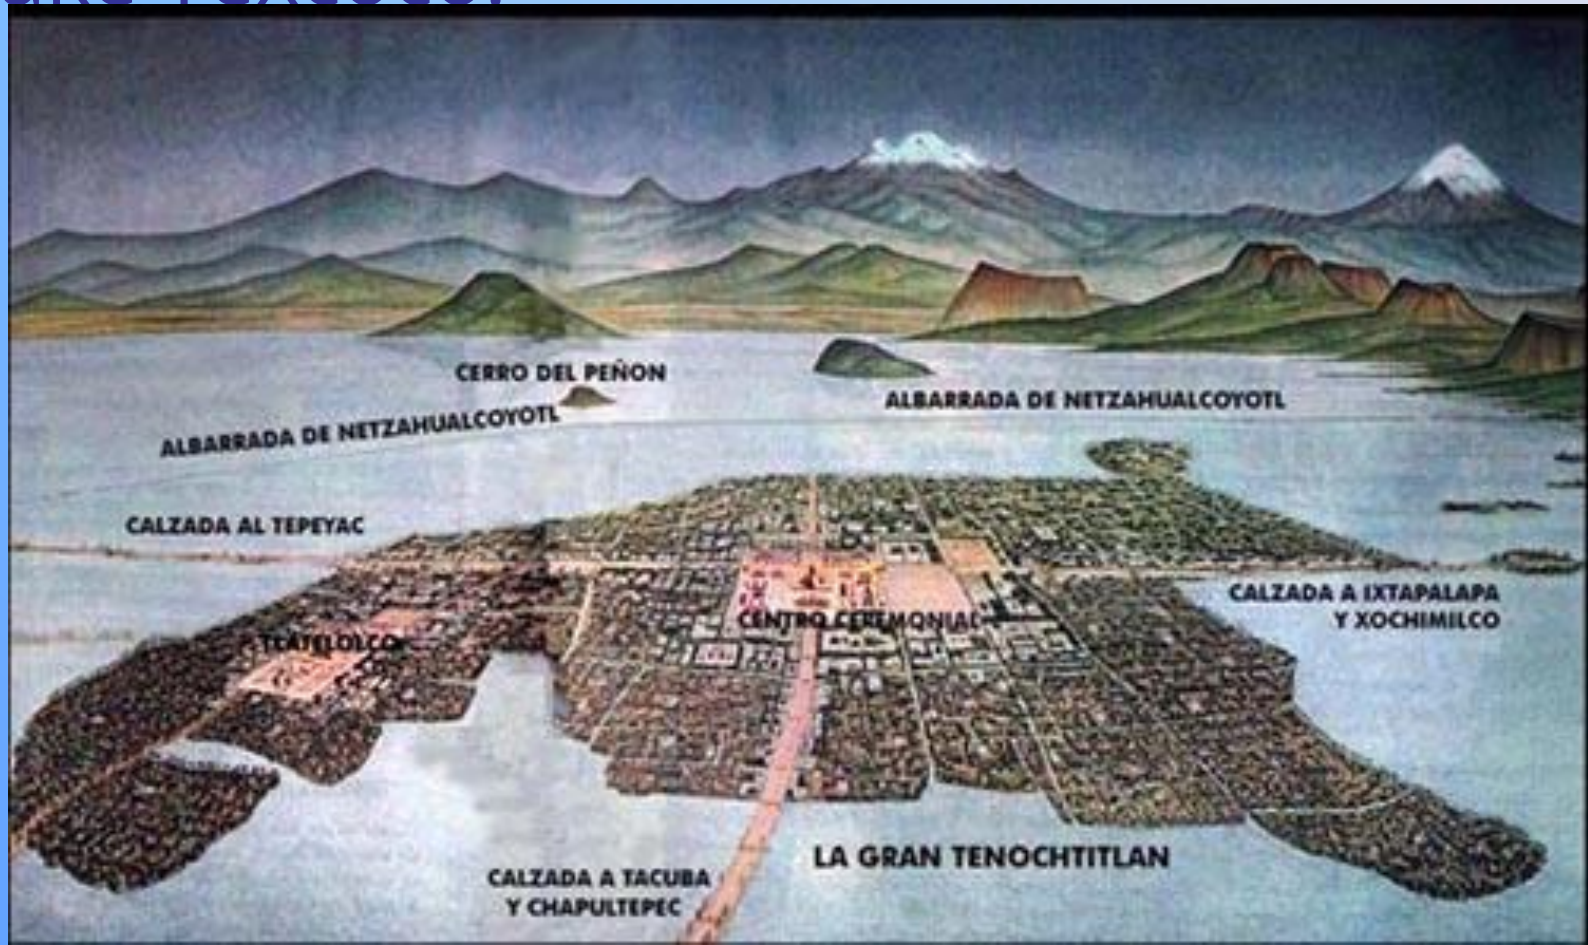 CERRO DEL PEÑON
ALBARRADA DE NETZAHUALCOYOTL
ALBARRADA DE NETZAHUALCOYOTL
CALZADA AL TEPEYAC
CALZADA A IXTAPALAPA
Y XOCHIMILCO
CENTRO CEREMONIAL
TLATELOLCO
LA GRAN TENOCHTITLAN
CALZADA A TACUBA
Y CHAPULTEPEC